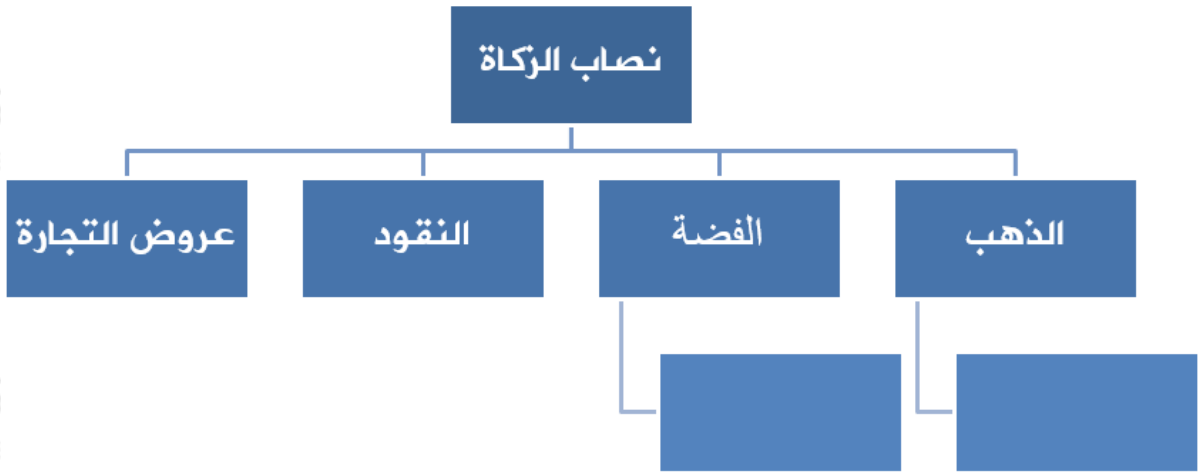 نصاب الزكاة
الذهب
الفضة
النقود
عروض التجارة